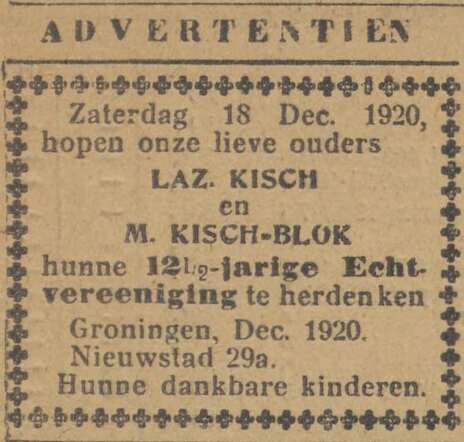 ADVERTENTIEN
Zaterdag 18 Dec. 1920,
hopen onze lieve ouders
LAZ. KISCH
en
M. KISCH-BLOK
hunne 12½-jarige Echt-
vereeniging te herdenken
Groningen, Dec. 1920.
Nieuwstad 29a.
Hunne dankbare kinderen.